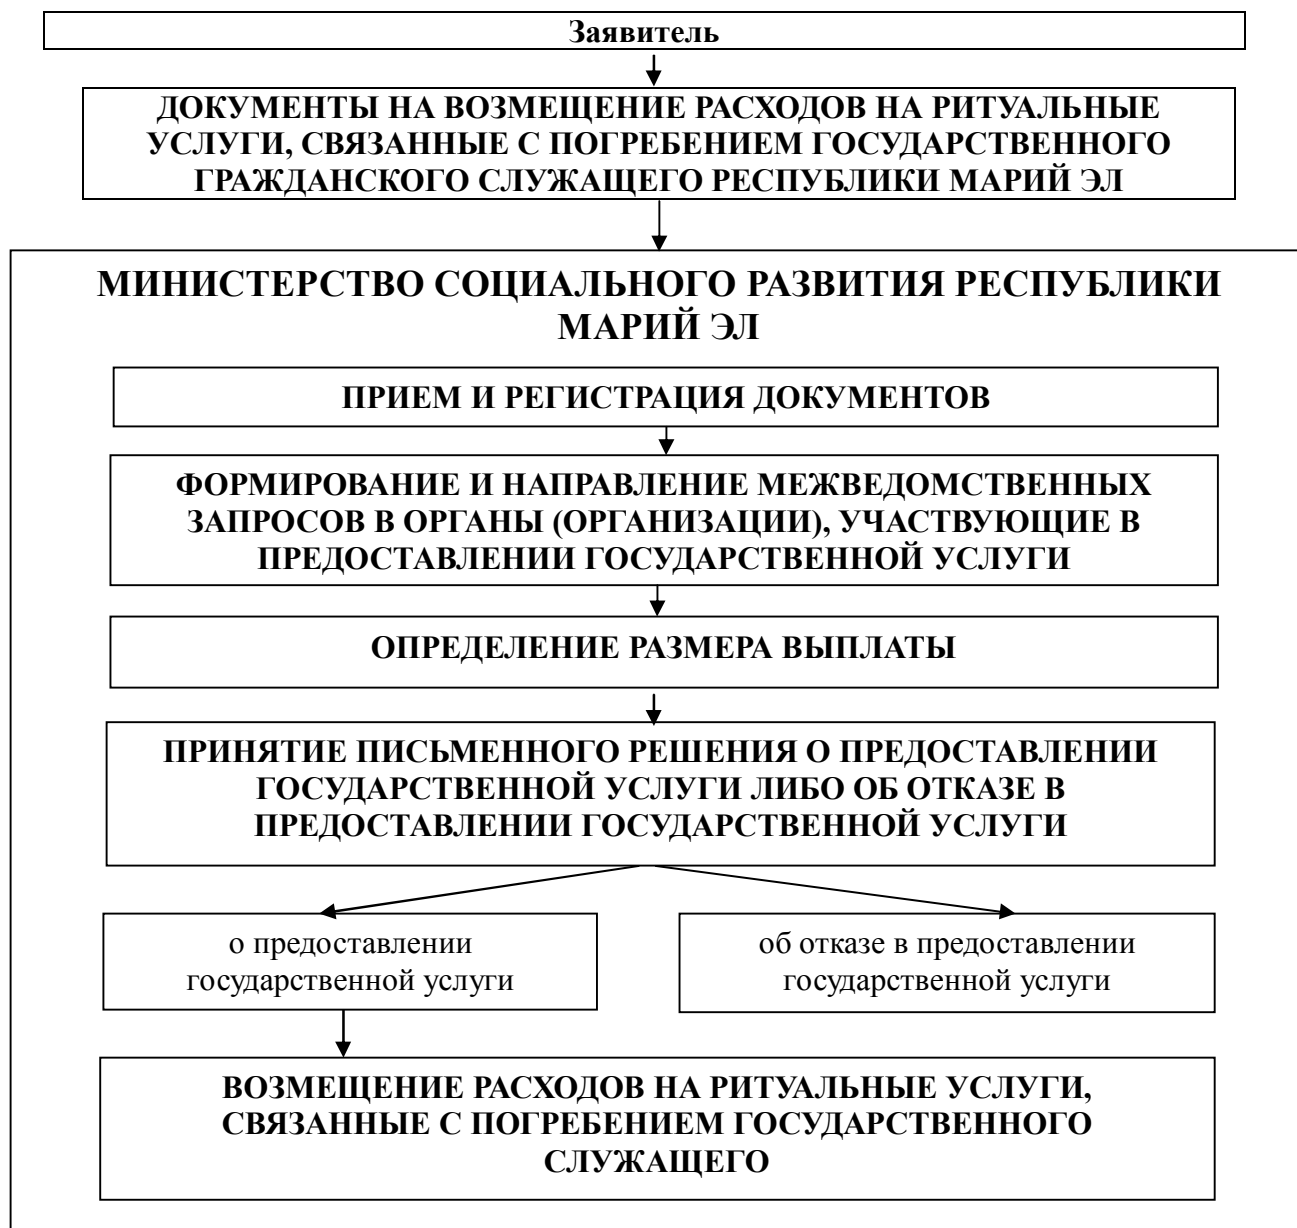 Заявитель
ДОКУМЕНТЫ НА ВОЗМЕЩЕНИЕ РАСХОДОВ НА РИТУАЛЬНЫЕ
УСЛУГИ, СВЯЗАННЫЕ С ПОГРЕБЕНИЕМ ГОСУДАРСТВЕННОГО
ГРАЖДАНСКОГО СЛУЖАЩЕГО РЕСПУБЛИКИ МАРИЙ ЭЛ
МИНИСТЕРСТВО СОЦИАЛЬНОГО РАЗВИТИЯ РЕСПУБЛИКИ
МАРИЙ ЭЛ
ПРИЕМ И РЕГИСТРАЦИЯ ДОКУМЕНТОВ
ФОРМИРОВАНИЕ И НАПРАВЛЕНИЕ МЕЖВЕДОМСТВЕННЫХ
ЗАПРОСОВ В ОРГАНЫ (ОРГАНИЗАЦИИ), УЧАСТВУЮЩИЕ В
ПРЕДОСТАВЛЕНИИ ГОСУДАРСТВЕННОЙ УСЛУГИ
ОПРЕДЕЛЕНИЕ РАЗМЕРА ВЫПЛАТЫ
ПРИНЯТИЕ ПИСЬМЕННОГО РЕШЕНИЯ О ПРЕДОСТАВЛЕНИИ
ГОСУДАРСТВЕННОЙ УСЛУГИ ЛИБО ОБ ОТКАЗЕ В
ПРЕДОСТАВЛЕНИИ ГОСУДАРСТВЕННОЙ УСЛУГИ
о предоставлении
государственной услуги
об отказе в предоставлении
государственной услуги
ВОЗМЕЩЕНИЕ РАСХОДОВ НА РИТУАЛЬНЫЕ УСЛУГИ,
СВЯЗАННЫЕ С ПОГРЕБЕНИЕМ ГОСУДАРСТВЕННОГО
СЛУЖАЩЕГО